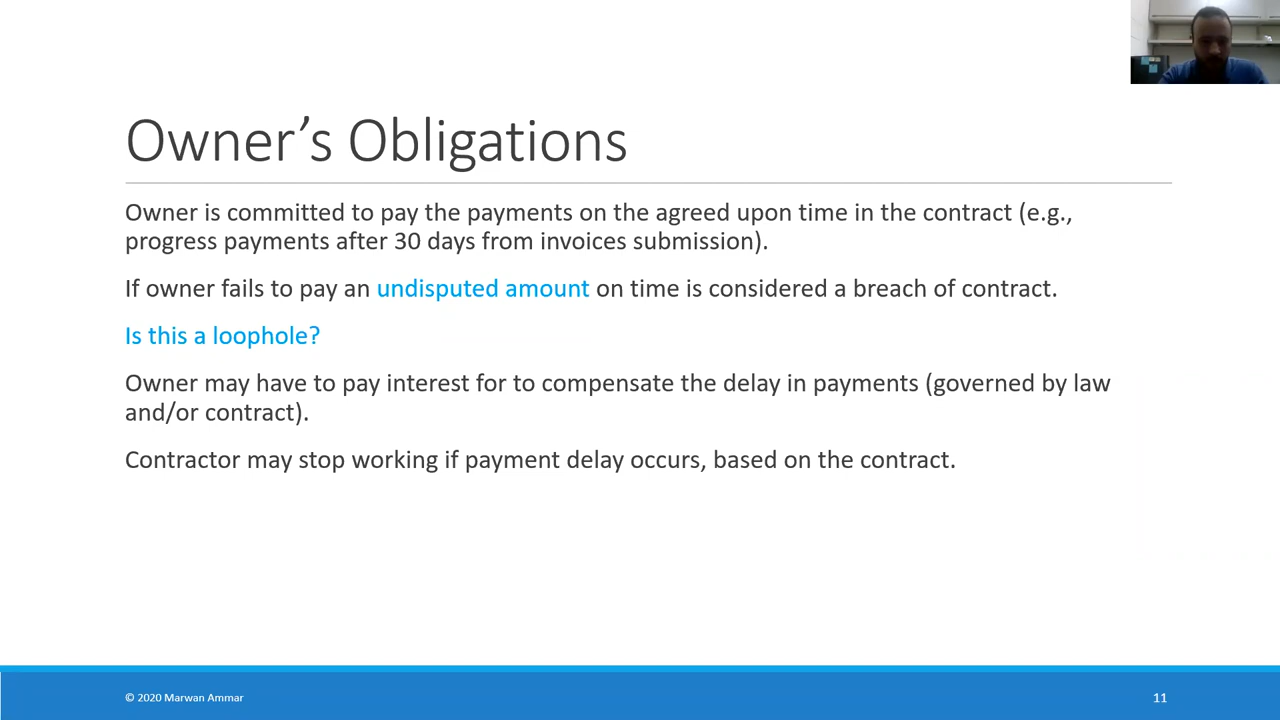 Owner’s Obligations
Owner is committed to pay the payments on the agreed upon time in the contract (e.g.,
progress payments after 30 days from invoices submission).
If owner fails to pay an undisputed amount on time is considered a breach of contract.
Is this a loophole?
Owner may have to pay interest for to compensate the delay in payments (governed by law
and/or contract).
Contractor may stop working if payment delay occurs, based on the contract.
© 2020 Marwan Ammar
11